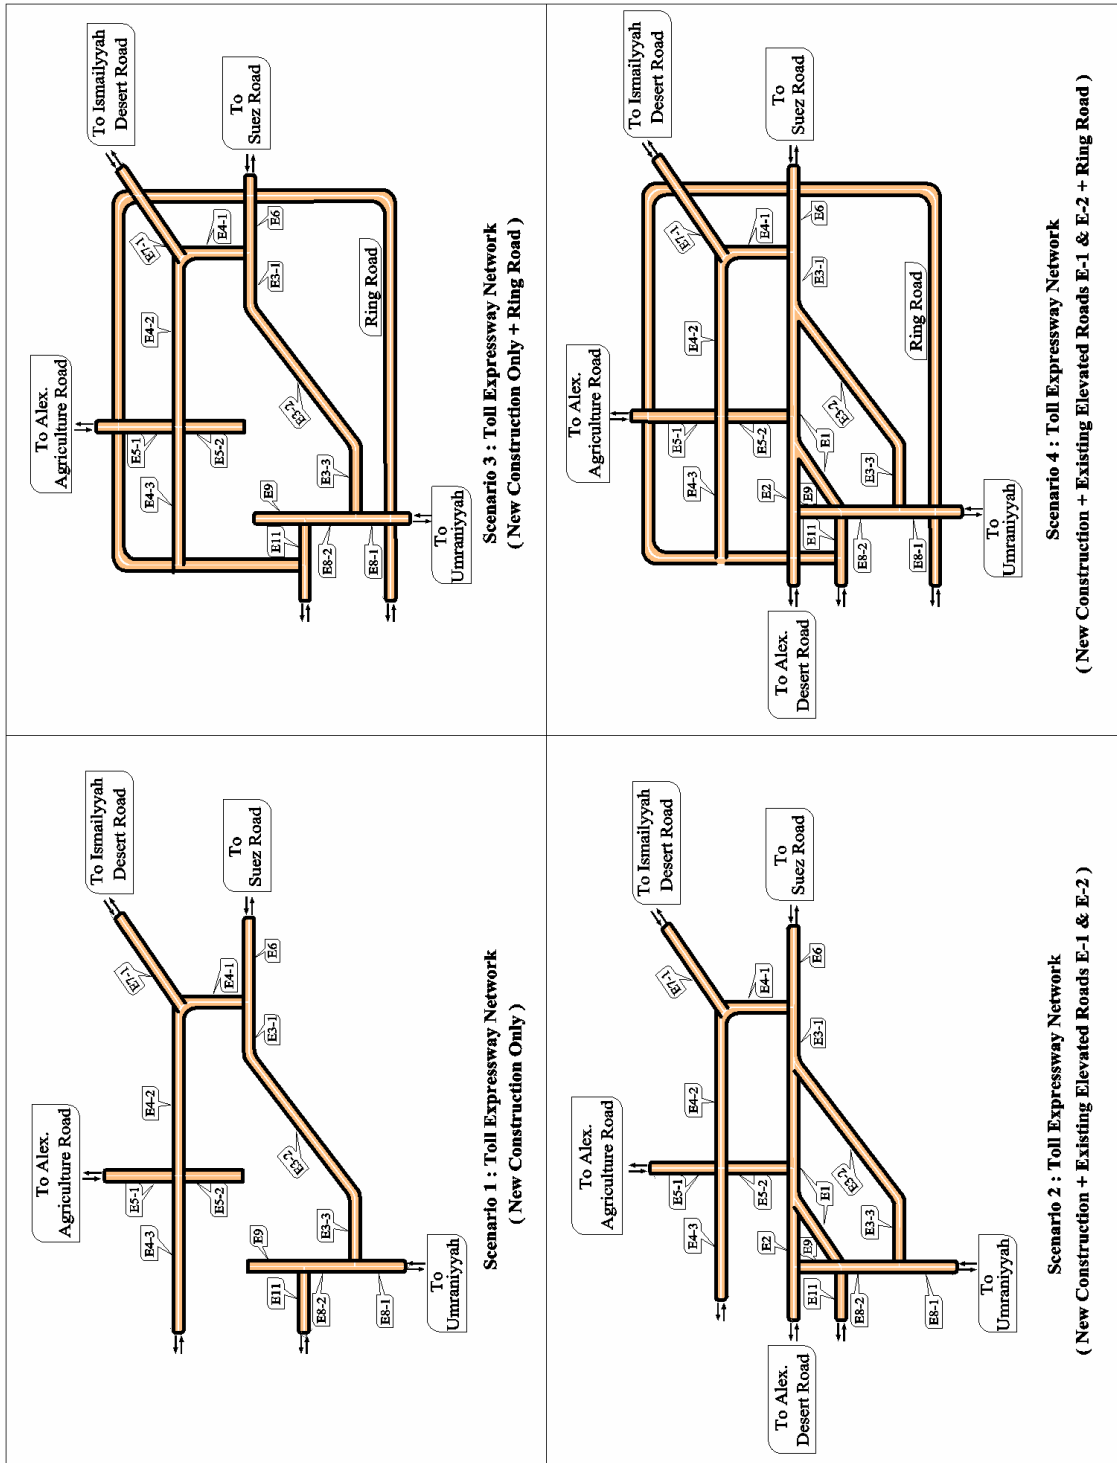 To Alex.
Agriculture Road
To Ismailyyah
Desert Road
E7-1
E5-1
E4-3
E4-2
E5-2
E4-1
To
Suez Road
E9
E6
E3-1
E11
E3-2
E8-2
E3-3
E8-1
To
Umraniyyah
Scenario 1 : Toll Expressway Network
( New Construction Only )
To Alex.
Agriculture Road
To Ismailyyah
Desert Road
E7-1
E5-1
E4-3
E4-2
E5-2
E4-1
To
Suez Road
E9
E6
E3-1
E11
E3-2
E8-2
E3-3
E8-1
Ring Road
To
Umraniyyah
Scenario 3 : Toll Expressway Network
( New Construction Only + Ring Road )
To Alex.
Agriculture Road
To Ismailyyah
Desert Road
E7-1
E5-1
E4-3
E4-2
E5-2
E4-1
To
Suez Road
E2
E6
E9
E1
E3-1
E11
To Alex.
Desert Road
E3-2
E8-2
E3-3
E8-1
To
Umraniyyah
Scenario 2 : Toll Expressway Network
( New Construction + Existing Elevated Roads E-1 & E-2 )
To Alex.
Agriculture Road
To Ismailyyah
Desert Road
E7-1
E5-1
E4-3
E4-2
E5-2
E4-1
To
Suez Road
E2
E6
E9
E1
E3-1
E11
To Alex.
Desert Road
E3-2
E8-2
E3-3
E8-1
Ring Road
To
Umraniyyah
Scenario 4 : Toll Expressway Network
( New Construction + Existing Elevated Roads E-1 & E-2 + Ring Road )